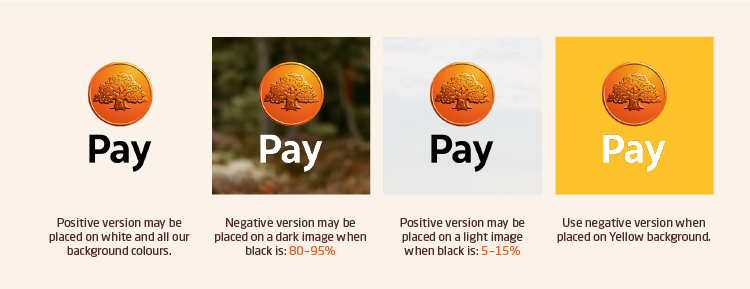 Pay
Pay
Pay
Pay
Positive version may be
placed on white and all our
background colours.
Negative version may be
placed on a dark image when
black is: 80–95%
Positive version may be
placed on a light image
when black is: 5–15%
Use negative version when
placed on Yellow background.